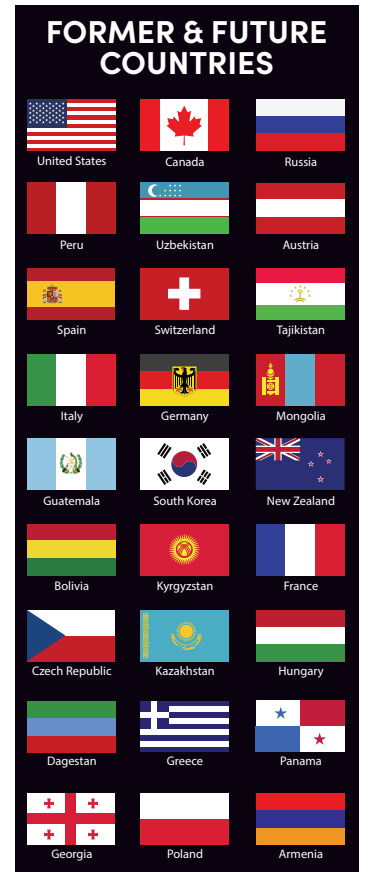 FORMER & FUTURE
COUNTRIES
United States
Canada
Russia
Peru
Uzbekistan
Austria
Spain
Switzerland
Tajikistan
Italy
Germany
Mongolia
Guatemala
South Korea
New Zealand
Bolivia
Kyrgyzstan
France
Czech Republic
Kazakhstan
Hungary
Dagestan
Greece
Panama
Georgia
Poland
Armenia